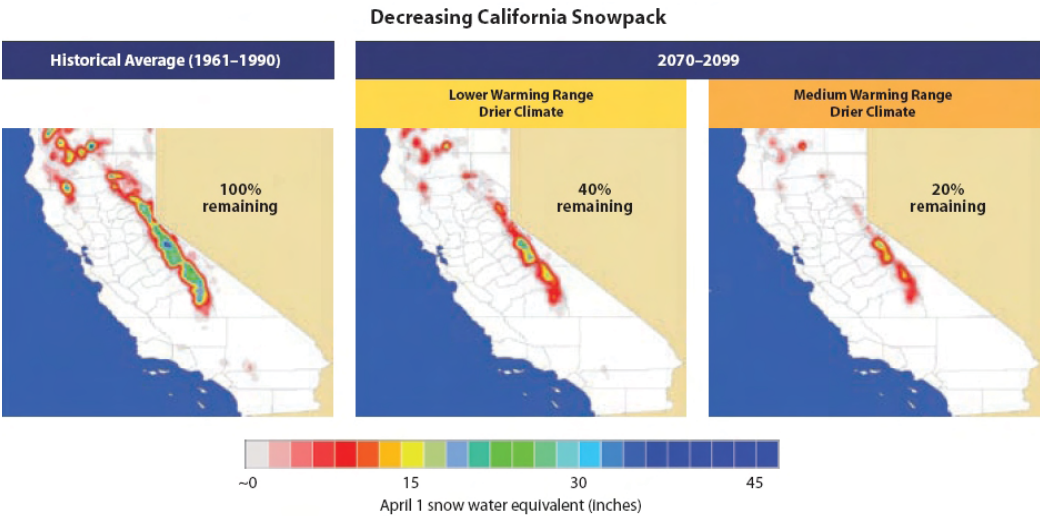 Decreasing California Snowpack
Historical Average (1961–1990)
2070–2099
Lower Warming Range
Drier Climate
Medium Warming Range
Drier Climate
100%
remaining
40%
remaining
20%
remaining
~0
15
30
45
April 1 snow water equivalent (inches)